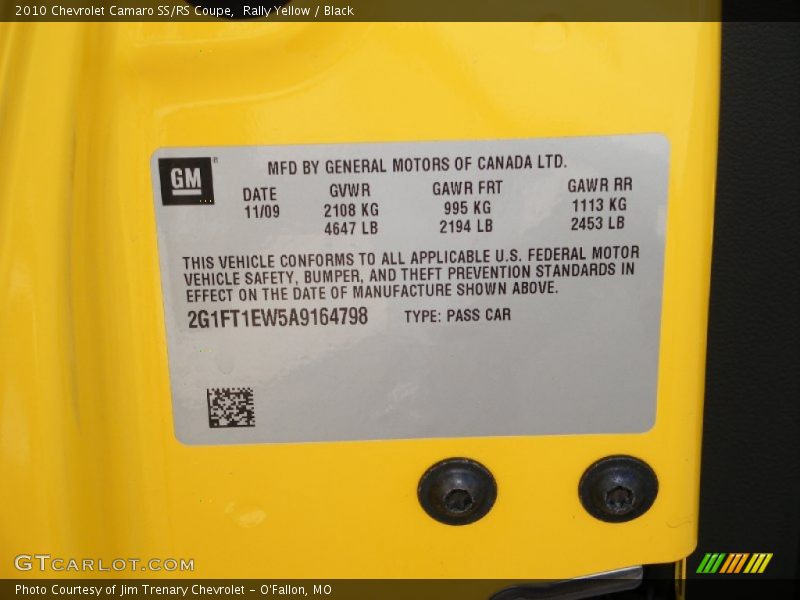 2010 Chevrolet Camaro SS/RS Coupe, Rally Yellow / Black
GM
MFD BY GENERAL MOTORS OF CANADA LTD.
DATE GVWR GAWR FRT GAWR RR
11/09 2108 KG 995 KG 1113 KG
4647 LB 2194 LB 2453 LB
THIS VEHICLE CONFORMS TO ALL APPLICABLE U.S. FEDERAL MOTOR
VEHICLE SAFETY, BUMPER, AND THEFT PREVENTION STANDARDS IN
EFFECT ON THE DATE OF MANUFACTURE SHOWN ABOVE.
2G1FT1EW5A9164798 TYPE: PASS CAR
GTCARLOT.COM
Photo Courtesy of Jim Trenary Chevrolet - O'Fallon, MO